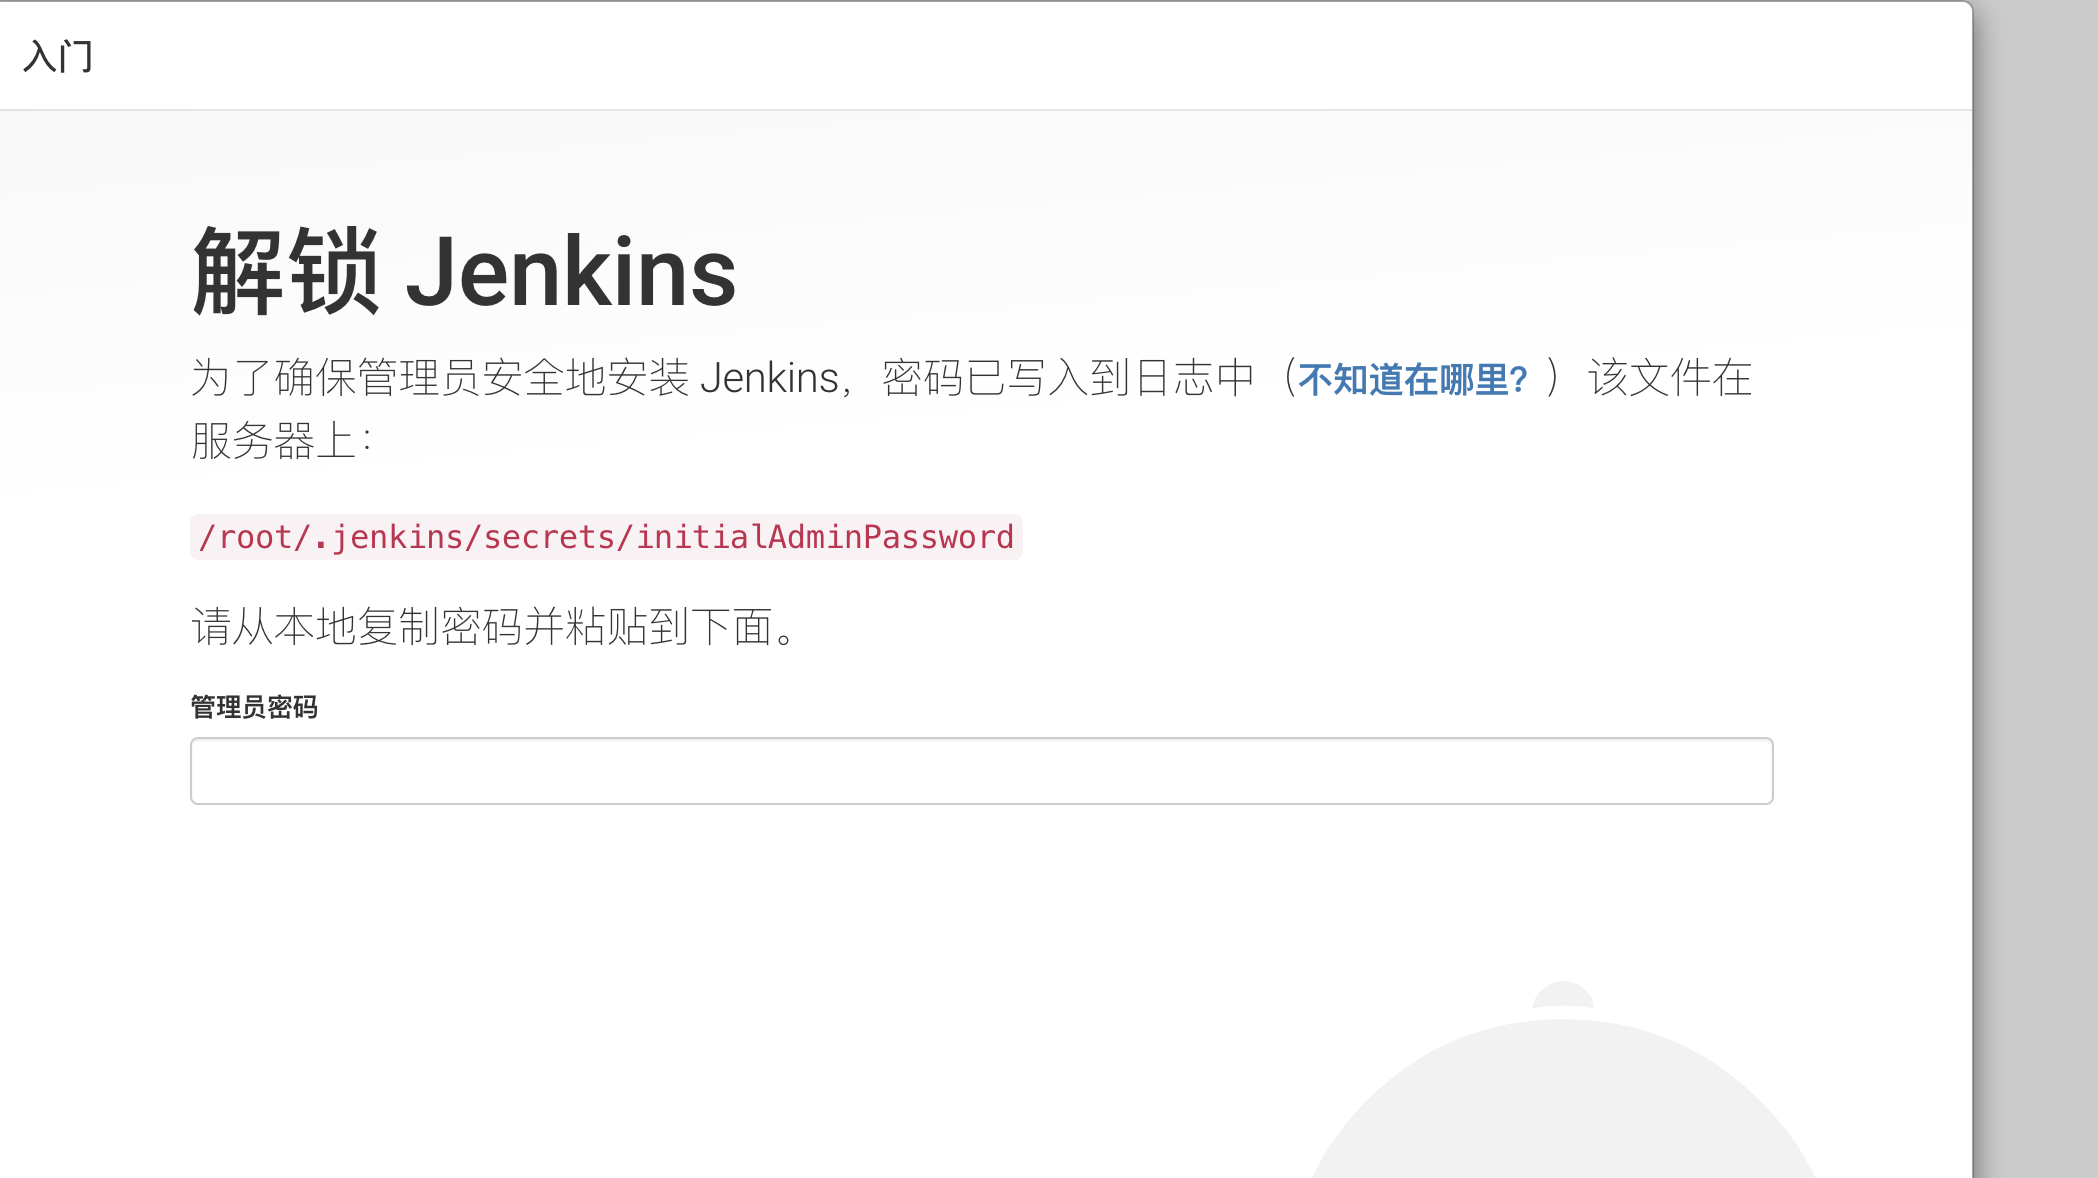 入门
解锁 Jenkins
为了确保管理员安全地安装 Jenkins，密码已写入到日志中（不知道在哪里？）该文件在
服务器上：
/root/.jenkins/secrets/initialAdminPassword
请从本地复制密码并粘贴到下面。
管理员密码